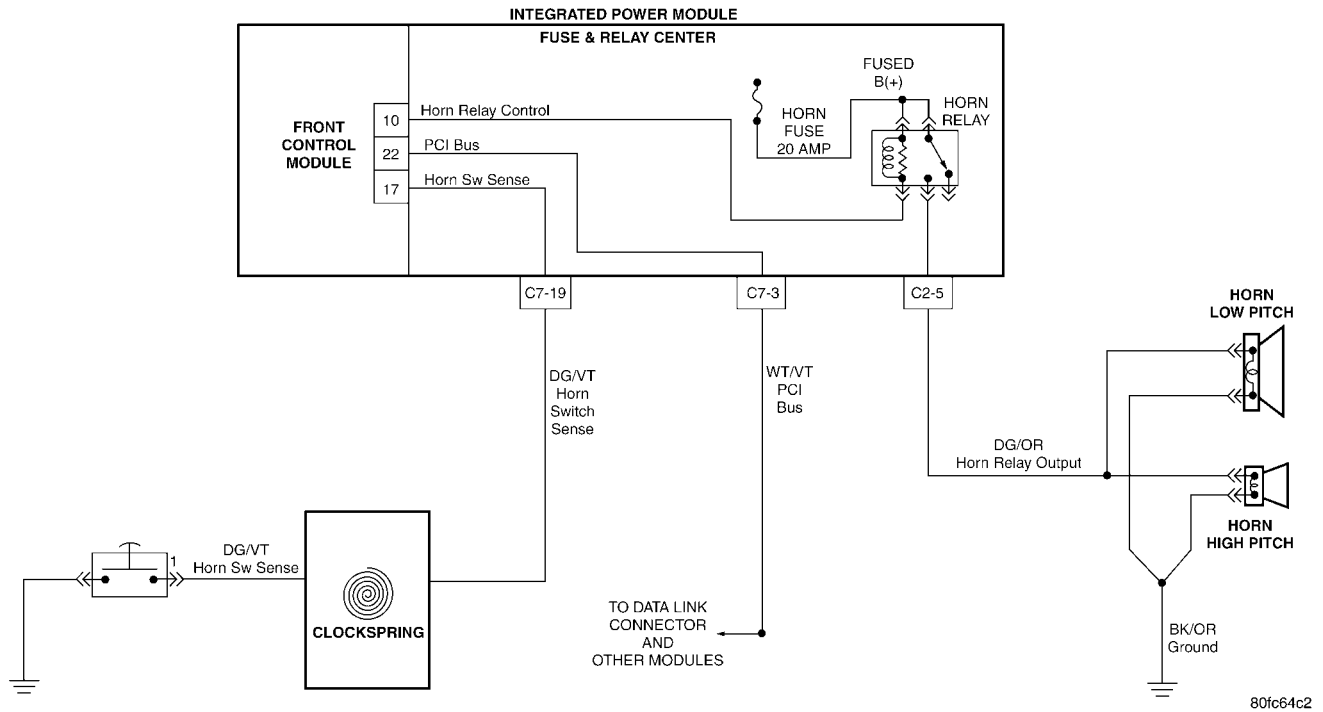 INTEGRATED POWER MODULE
FUSE & RELAY CENTER
FUSED
B(+)
HORN
RELAY
HORN
FUSE
20 AMP
FRONT
CONTROL
MODULE
10
Horn Relay Control
22
PCI Bus
17
Horn Sw Sense
C7-19
C7-3
C2-5
HORN
LOW PITCH
DG/VT
Horn
Switch
Sense
WT/VT
PCI
Bus
DG/OR
Horn Relay Output
HORN
HIGH PITCH
1
DG/VT
Horn Sw Sense
CLOCKSPRING
TO DATA LINK
CONNECTOR
AND
OTHER MODULES
BK/OR
Ground
80fc64c2